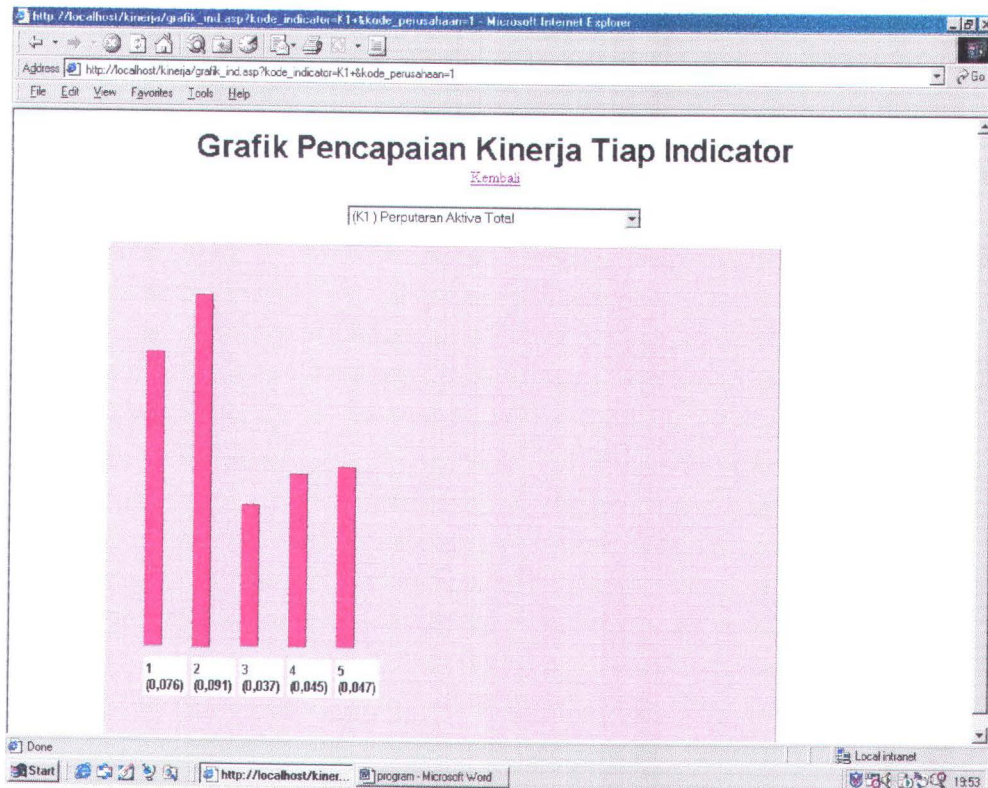 http://localhost/kinerja/grafik_ind.asp?kode_indicator=K1+&kode_perusahaan=1 - Microsoft Internet Explorer
Address http://localhost/kinerja/grafik_ind.asp?kode_indicator=K1+&kode_perusahaan=1 Go
File Edit View Favorites Tools Help
Grafik Pencapaian Kinerja Tiap Indicator
Kembali
(K1 ) Perputaran Aktiva Total
1 2 3 4 5
(0,076) (0,091) (0,037) (0,045) (0,047)
Done Local intranet
Start http://localhost/kiner... program - Microsoft Word 19:53